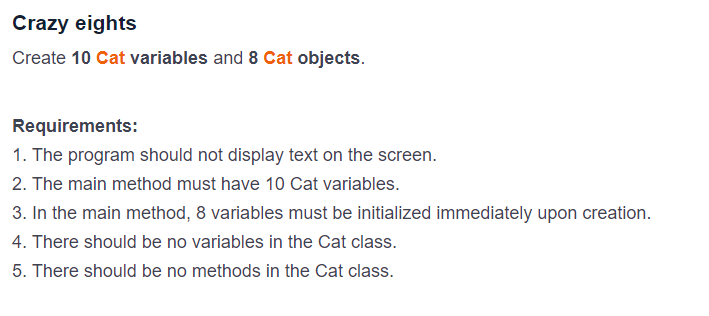 Crazy eights
Create 10 Cat variables and 8 Cat objects.
Requirements:
1. The program should not display text on the screen.
2. The main method must have 10 Cat variables.
3. In the main method, 8 variables must be initialized immediately upon creation.
4. There should be no variables in the Cat class.
5. There should be no methods in the Cat class.